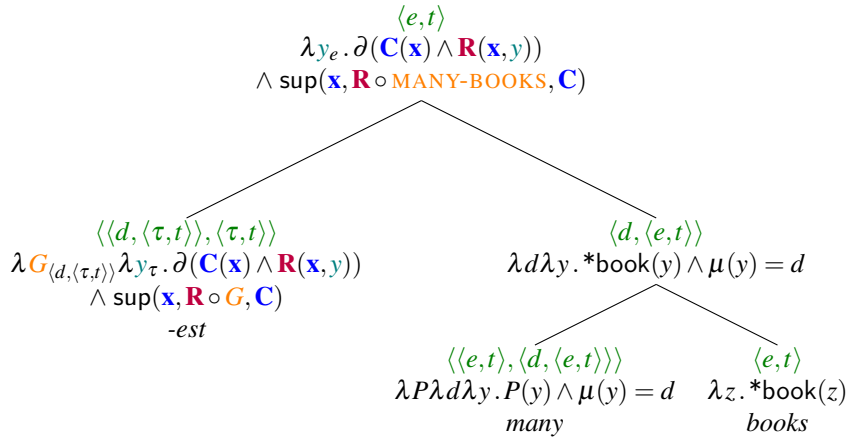 ⟨e,t⟩
λy_e.∂(C(x)∧R(x,y))
∧ sup(x,R∘MANY-BOOKS,C)
⟨⟨d,⟨τ,t⟩⟩,⟨τ,t⟩⟩
λG_⟨d,⟨τ,t⟩⟩λy_τ.∂(C(x)∧R(x,y))
∧ sup(x,R∘G,C)
-est
⟨d,⟨e,t⟩⟩
λdλy.*book(y)∧μ(y)=d
⟨⟨e,t⟩,⟨d,⟨e,t⟩⟩⟩
λPλdλy.P(y)∧μ(y)=d
many
⟨e,t⟩
λz.*book(z)
books